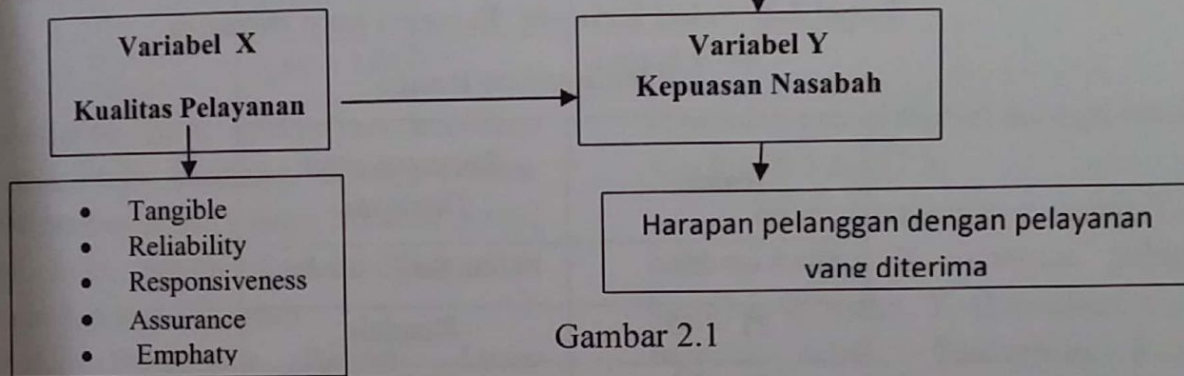 Variabel X
Kualitas Pelayanan
Variabel Y
Kepuasan Nasabah
• Tangible
• Reliability
• Responsiveness
• Assurance
• Emphaty
Harapan pelanggan dengan pelayanan
yang diterima
Gambar 2.1